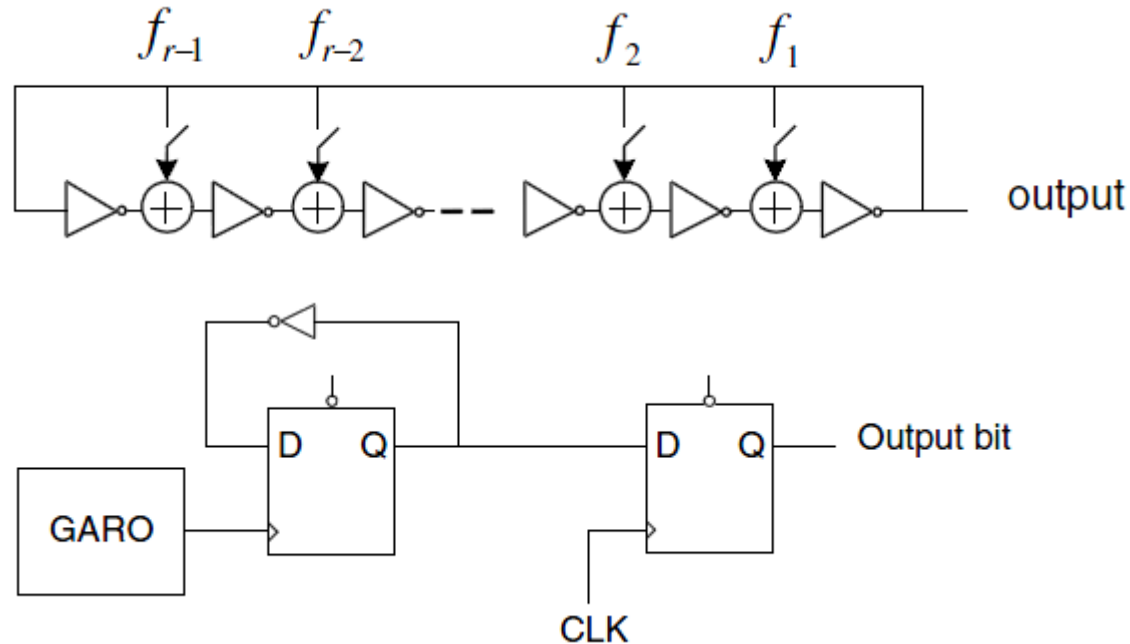 f_{r-1} f_{r-2} f_2 f_1
output
D Q D Q Output bit
GARO
CLK